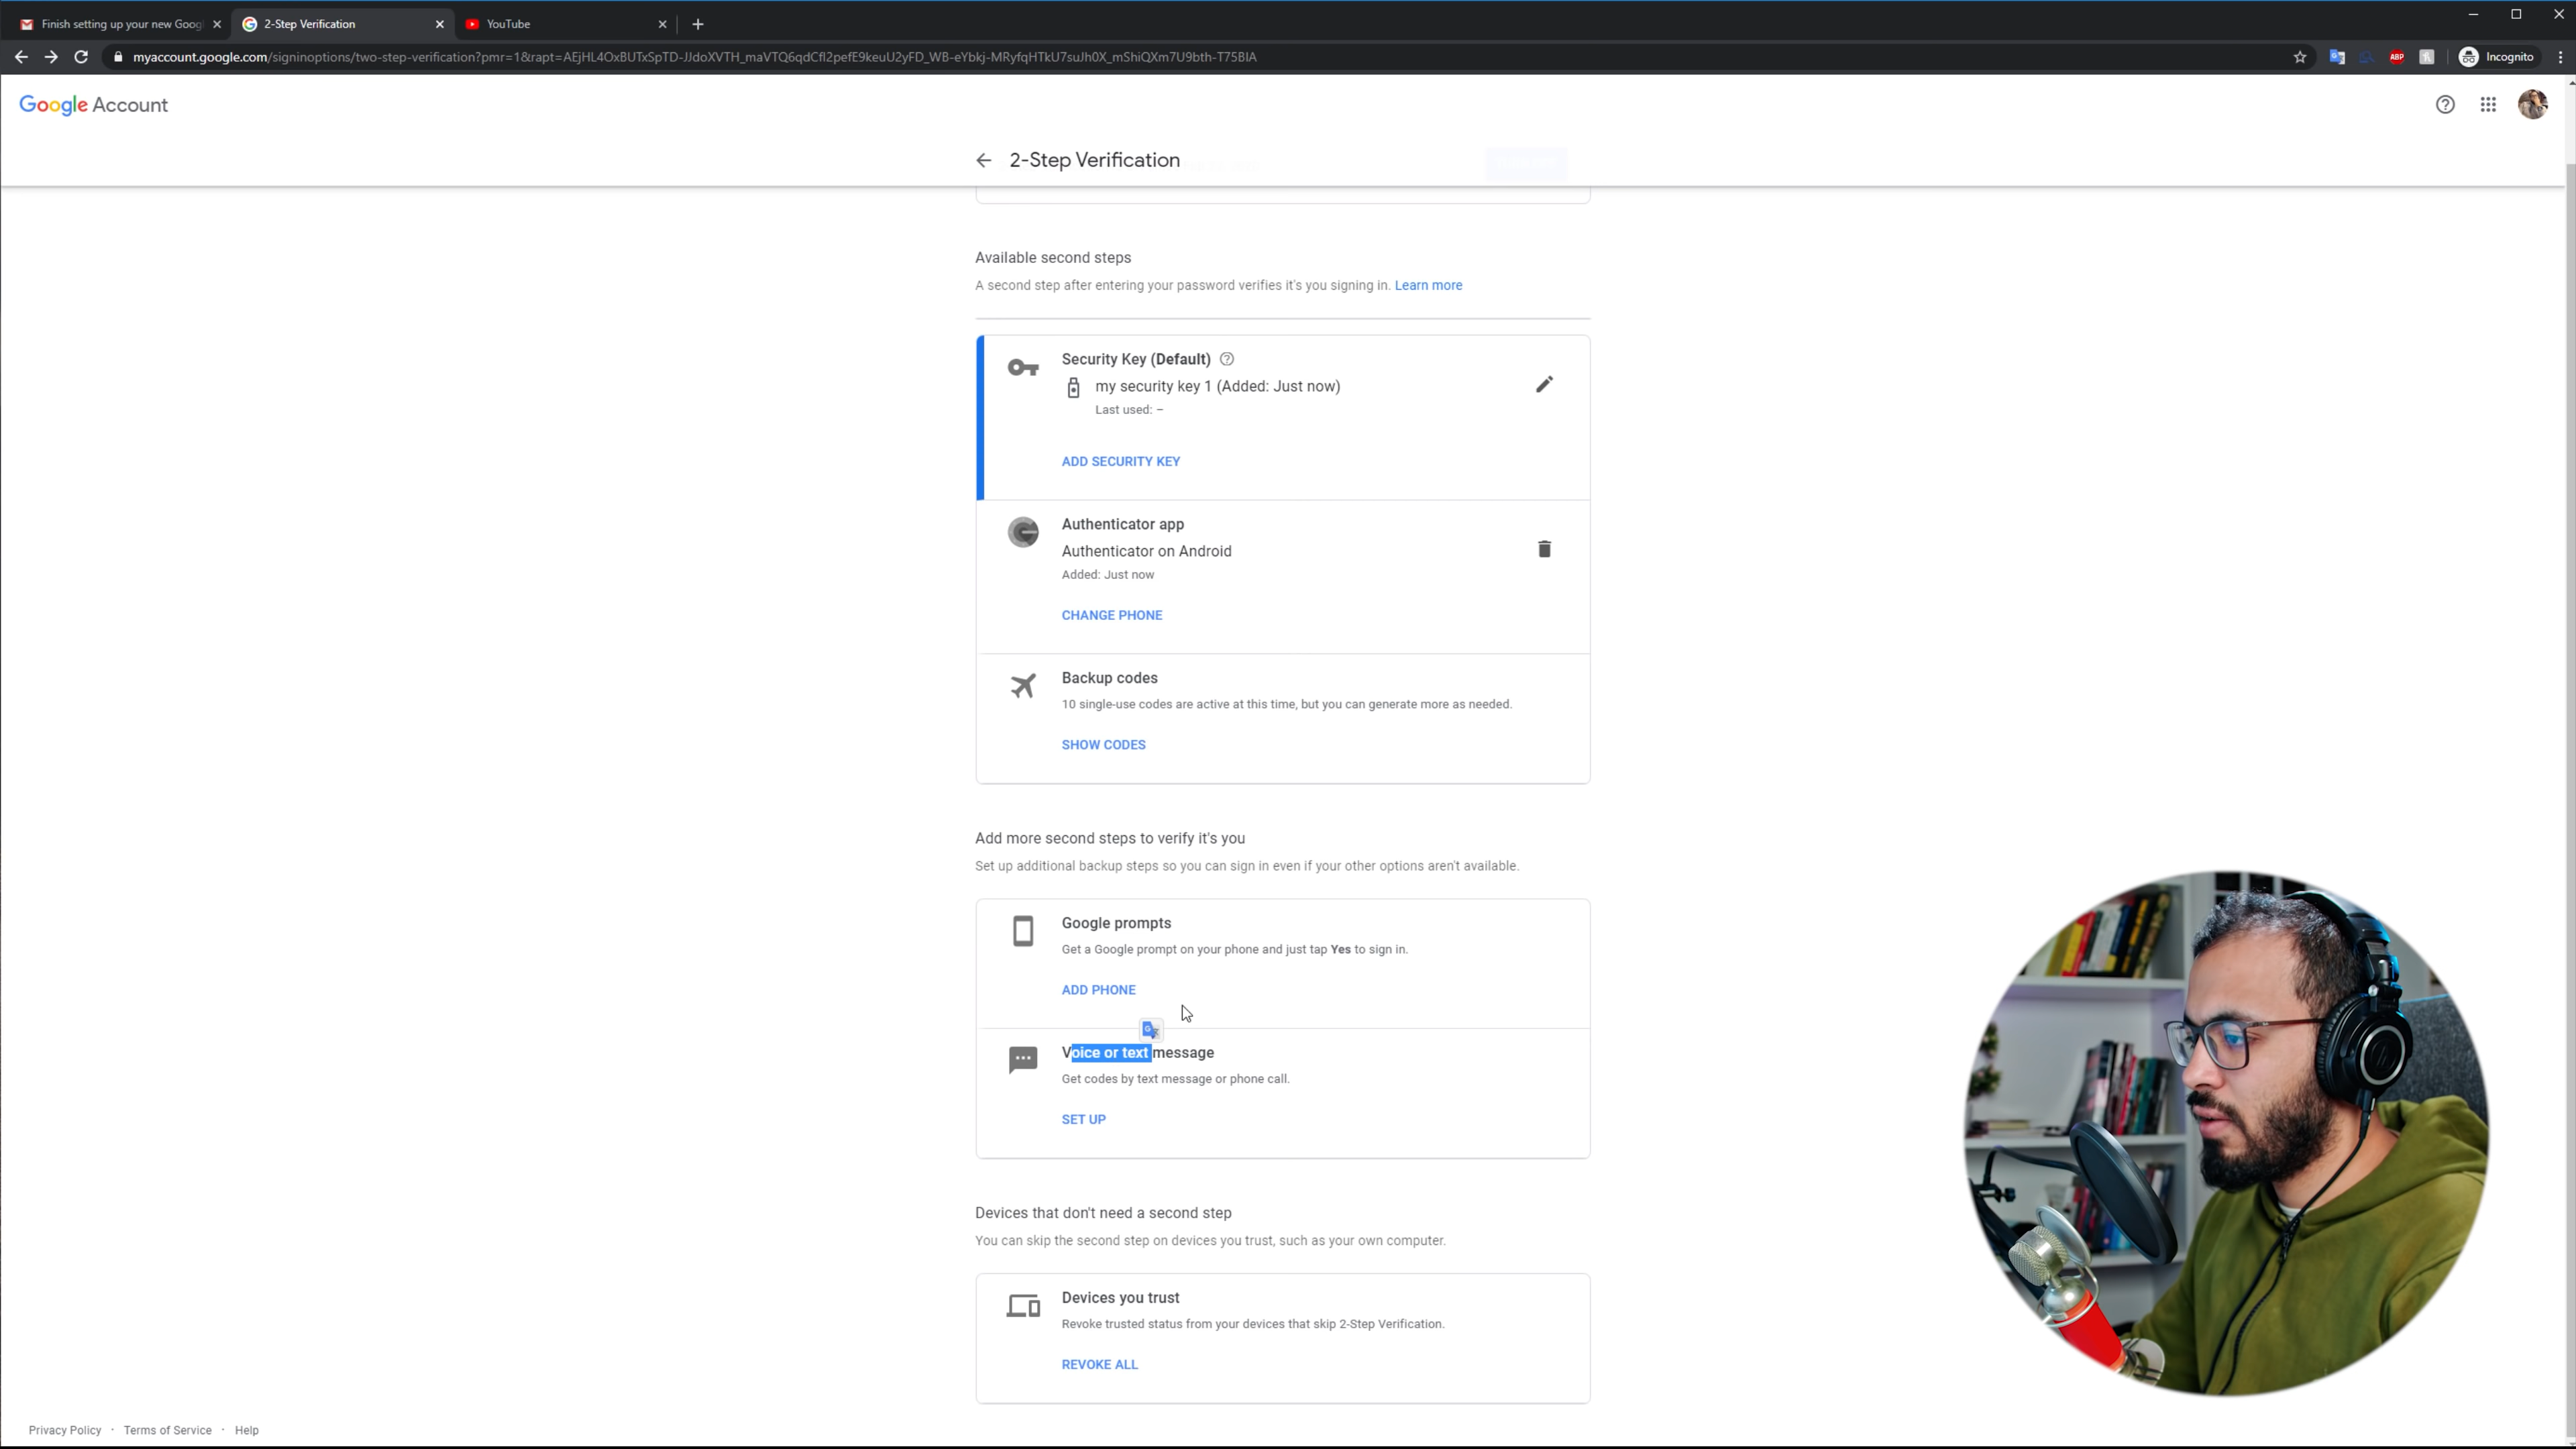 Finish setting up your new Goog
2-Step Verification
YouTube
myaccount.google.com/signinoptions/two-step-verification?pmr=1&rapt=AEjHL4OxBUTxSpTD-JJdoXVTH_maVTQ6qdCfl2pefE9keuU2yFD_WB-eYbkj-MRyfqHTkU7suJh0X_mShiQXm7U9bth-T75BIA
ABP
Incognito
Google Account
2-Step Verification
Available second steps
A second step after entering your password verifies it's you signing in. Learn more
Security Key (Default)
my security key 1 (Added: Just now)
Last used: –
ADD SECURITY KEY
Authenticator app
Authenticator on Android
Added: Just now
CHANGE PHONE
Backup codes
10 single-use codes are active at this time, but you can generate more as needed.
SHOW CODES
Add more second steps to verify it's you
Set up additional backup steps so you can sign in even if your other options aren't available.
Google prompts
Get a Google prompt on your phone and just tap Yes to sign in.
ADD PHONE
Voice or text message
Get codes by text message or phone call.
SET UP
Devices that don't need a second step
You can skip the second step on devices you trust, such as your own computer.
Devices you trust
Revoke trusted status from your devices that skip 2-Step Verification.
REVOKE ALL
Privacy Policy · Terms of Service · Help